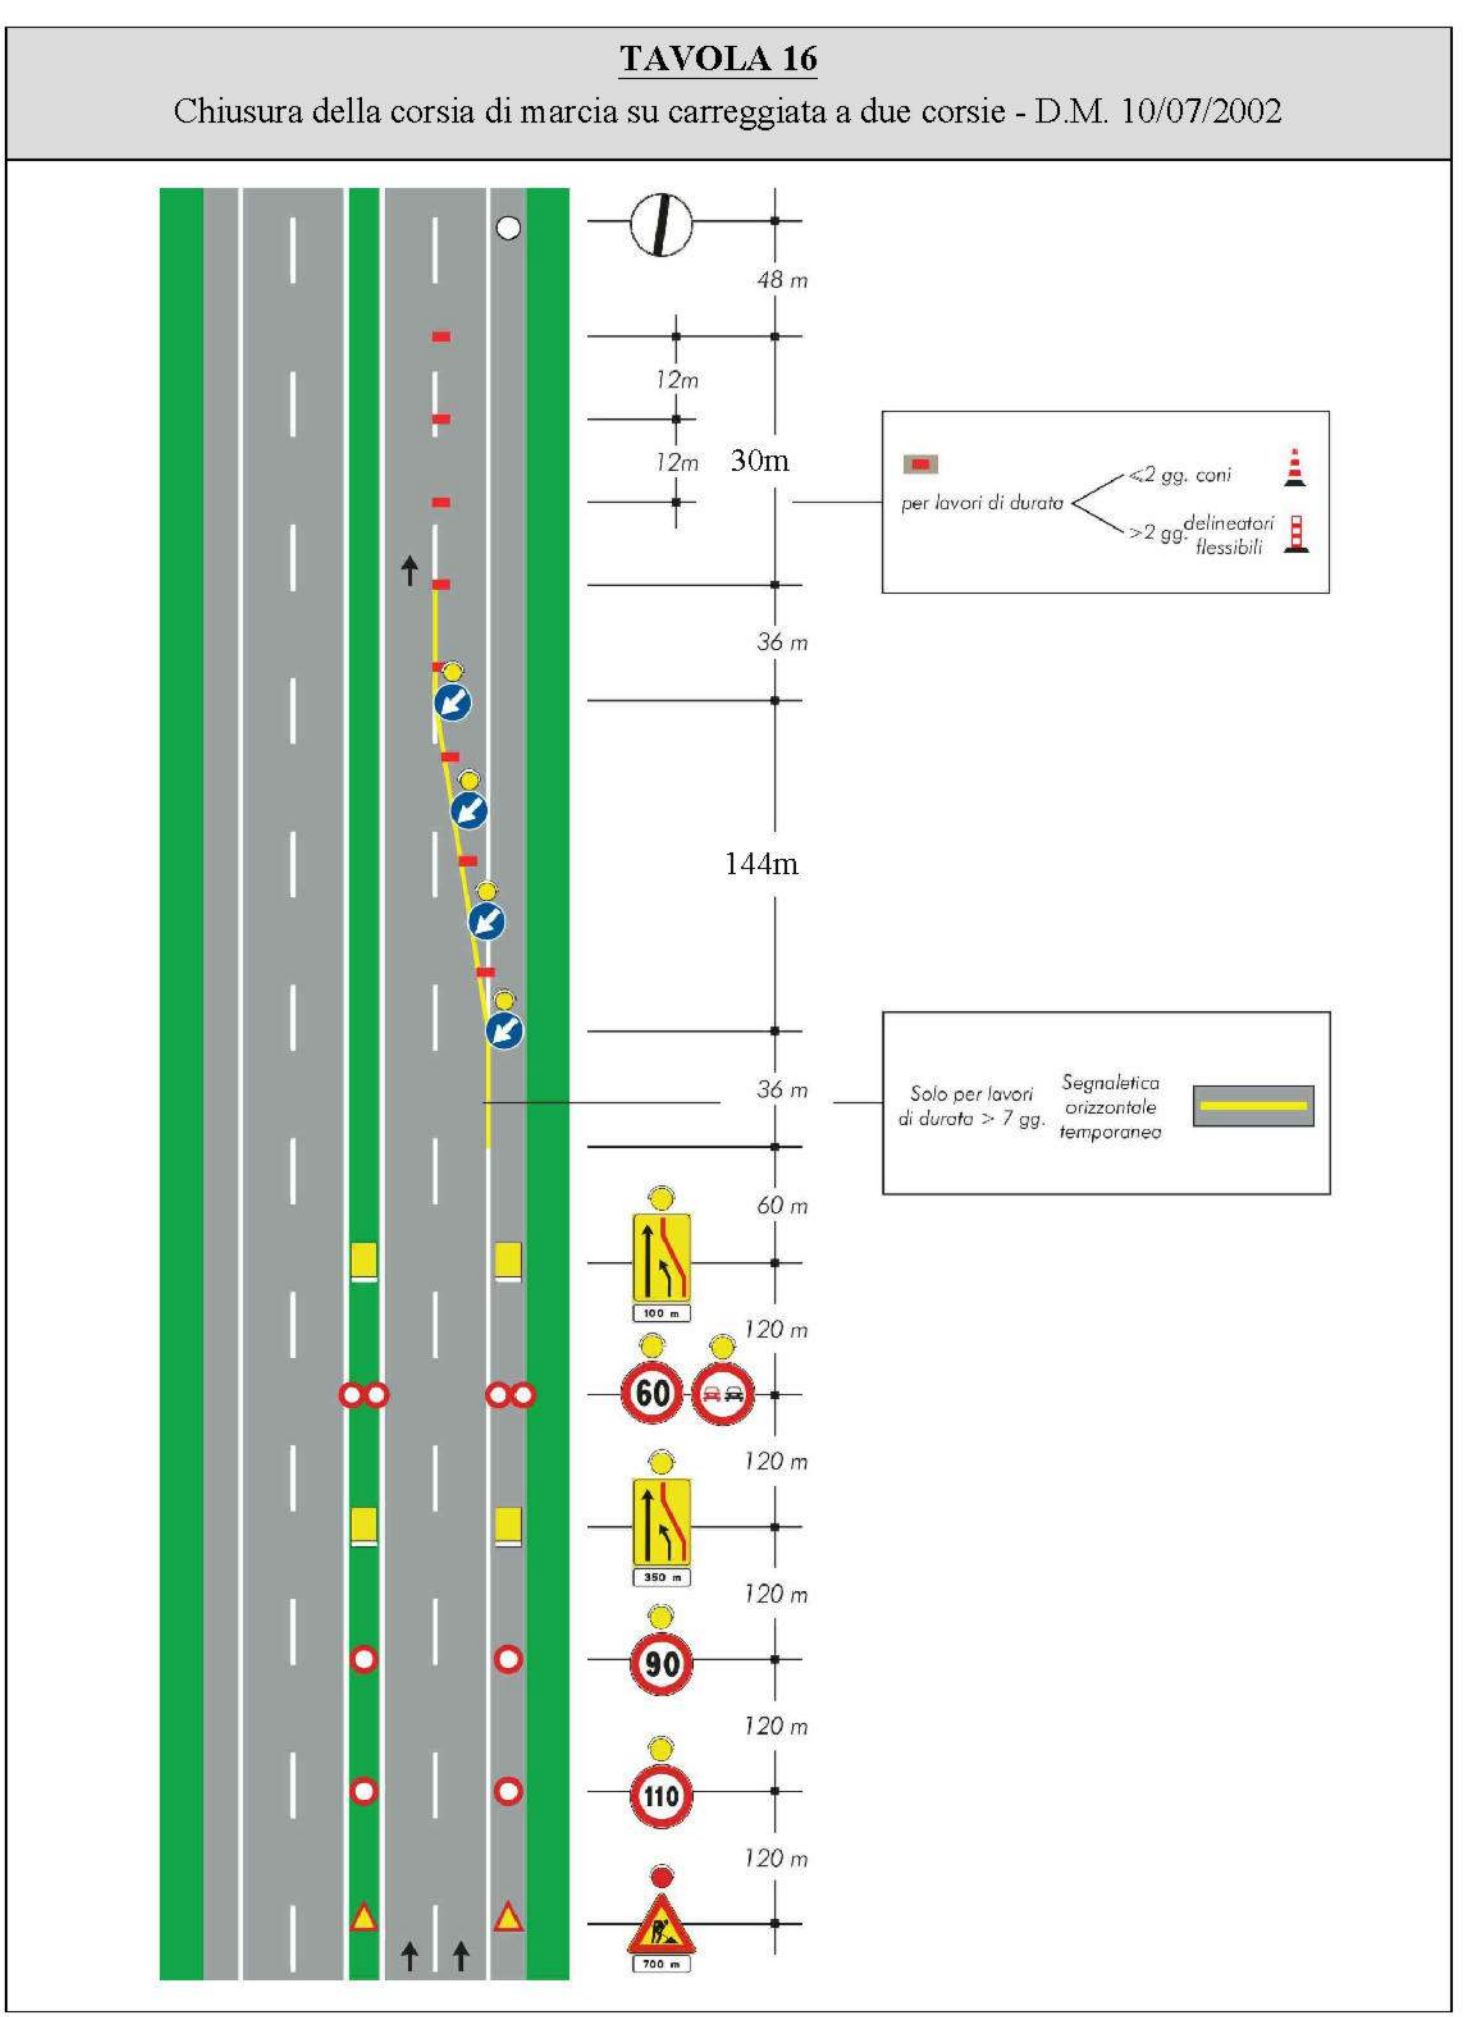 TAVOLA 16
Chiusura della corsia di marcia su carreggiata a due corsie - D.M. 10/07/2002
48 m
12m
12m
30m
per lavori di durata
⩽2 gg. coni
>2 gg. delineatori
flessibili
36 m
144m
36 m
Solo per lavori
di durata > 7 gg.
Segnaletica
orizzontale
temporanea
60 m
100 m
120 m
60
120 m
350 m
120 m
90
120 m
110
120 m
700 m